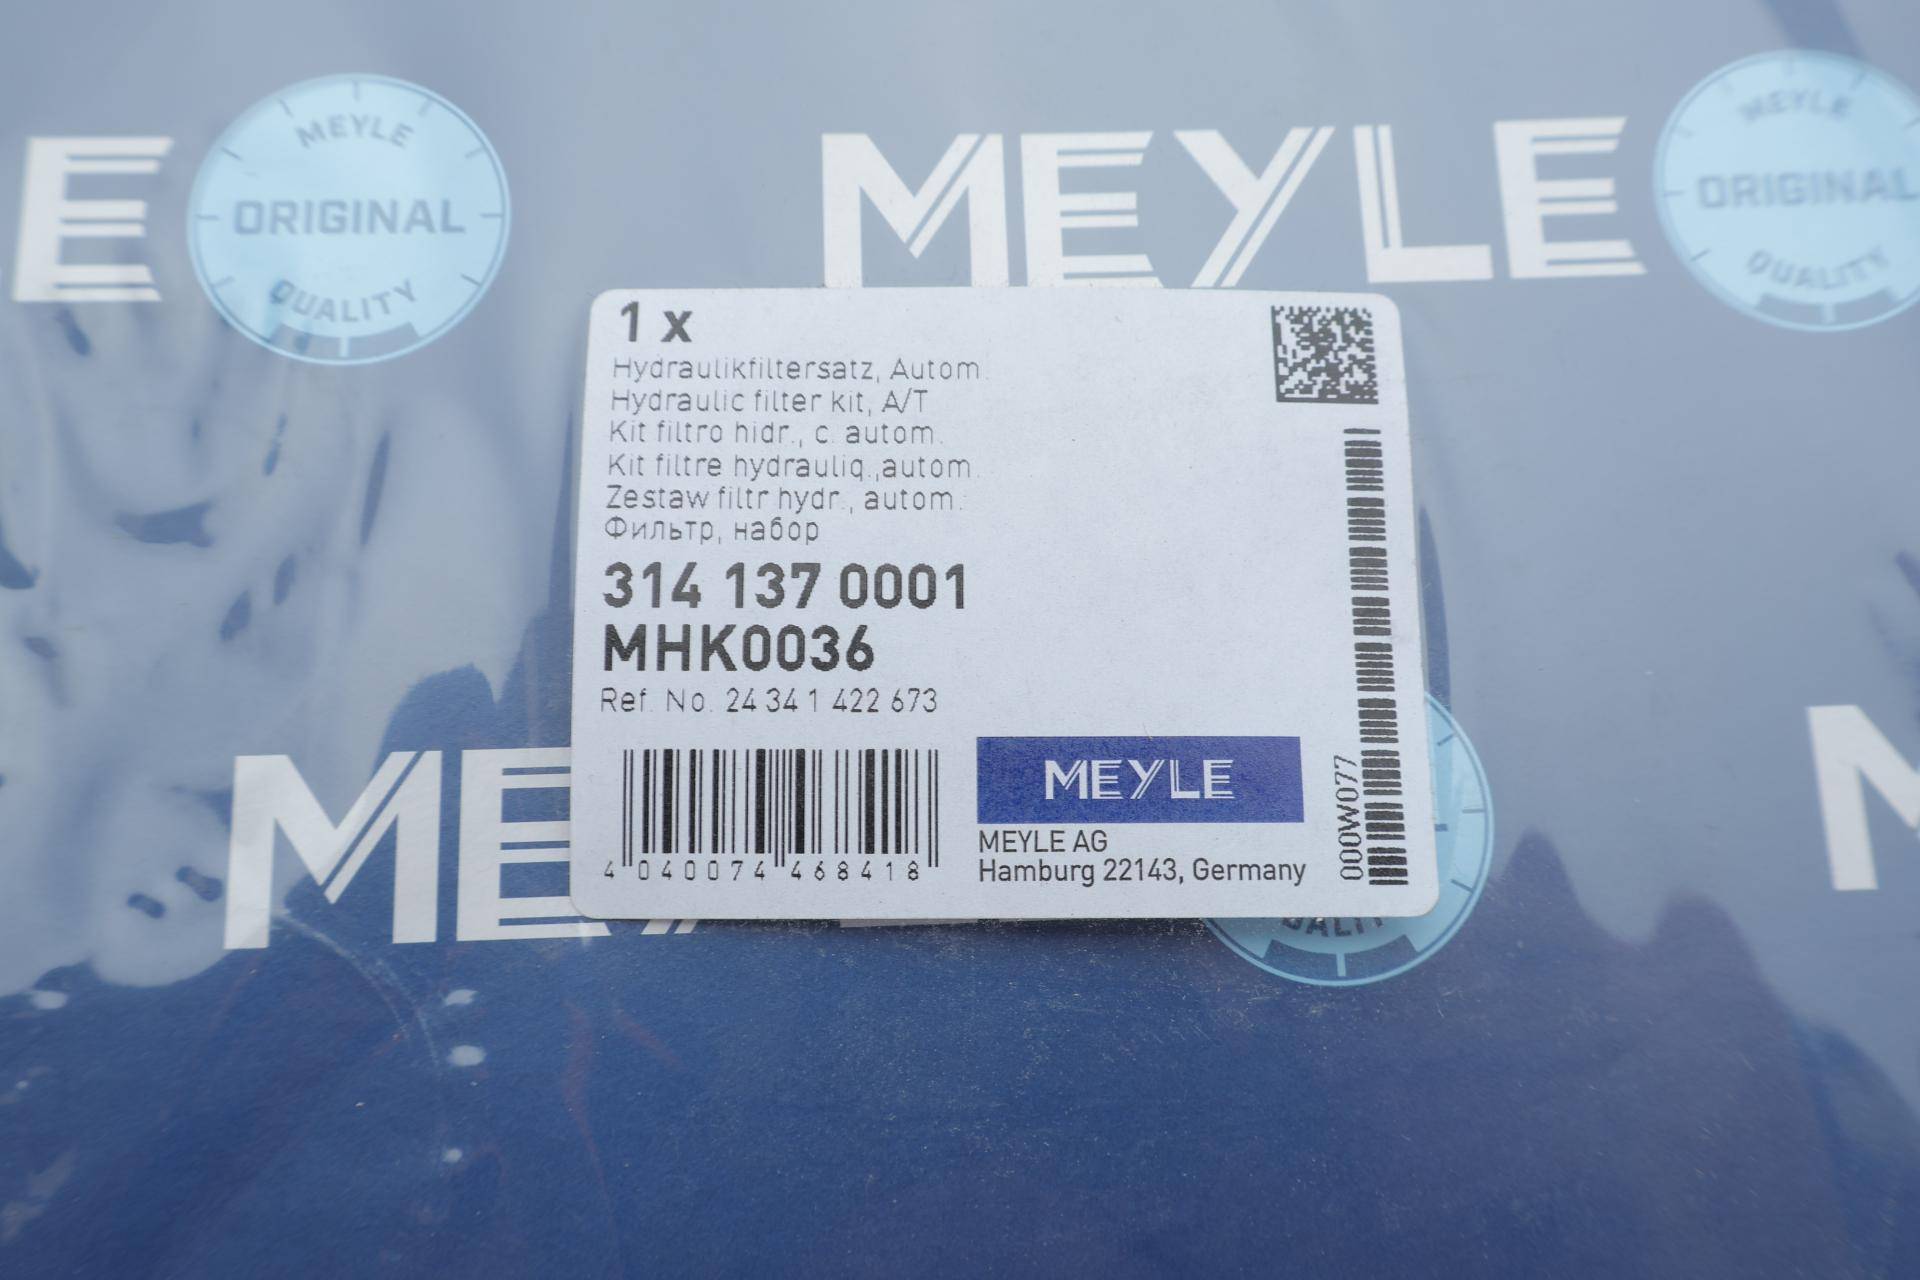 MEYLE
ORIGINAL
QUALITY
MEYLE
MEYLE
ORIGINAL
QUALITY
1 x
Hydraulikfiltersatz, Autom.
Hydraulic filter kit, A/T
Kit filtro hidr., c. autom.
Kit filtre hydrauliq.,autom.
Zestaw filtr hydr., autom.
Фильтр, набор
314 137 0001
MHK0036
Ref. No. 24 34 1 422 673
4 040074 468418
MEYLE
MEYLE AG
Hamburg 22143, Germany
000W077